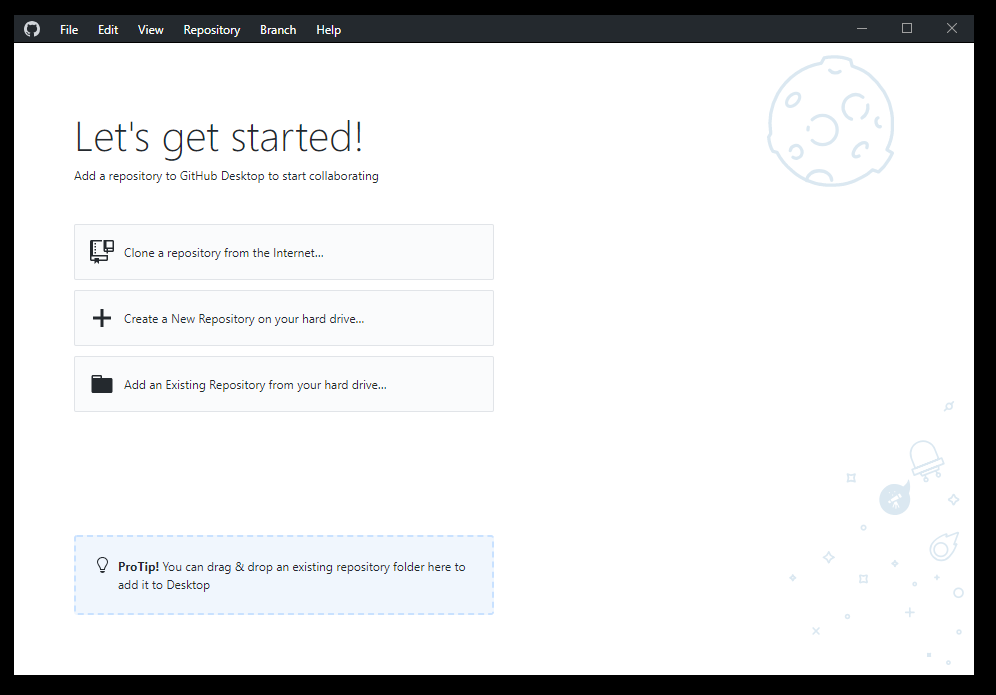 File Edit View Repository Branch Help
Let's get started!
Add a repository to GitHub Desktop to start collaborating
Clone a repository from the Internet...
Create a New Repository on your hard drive...
Add an Existing Repository from your hard drive...
ProTip! You can drag & drop an existing repository folder here to
add it to Desktop